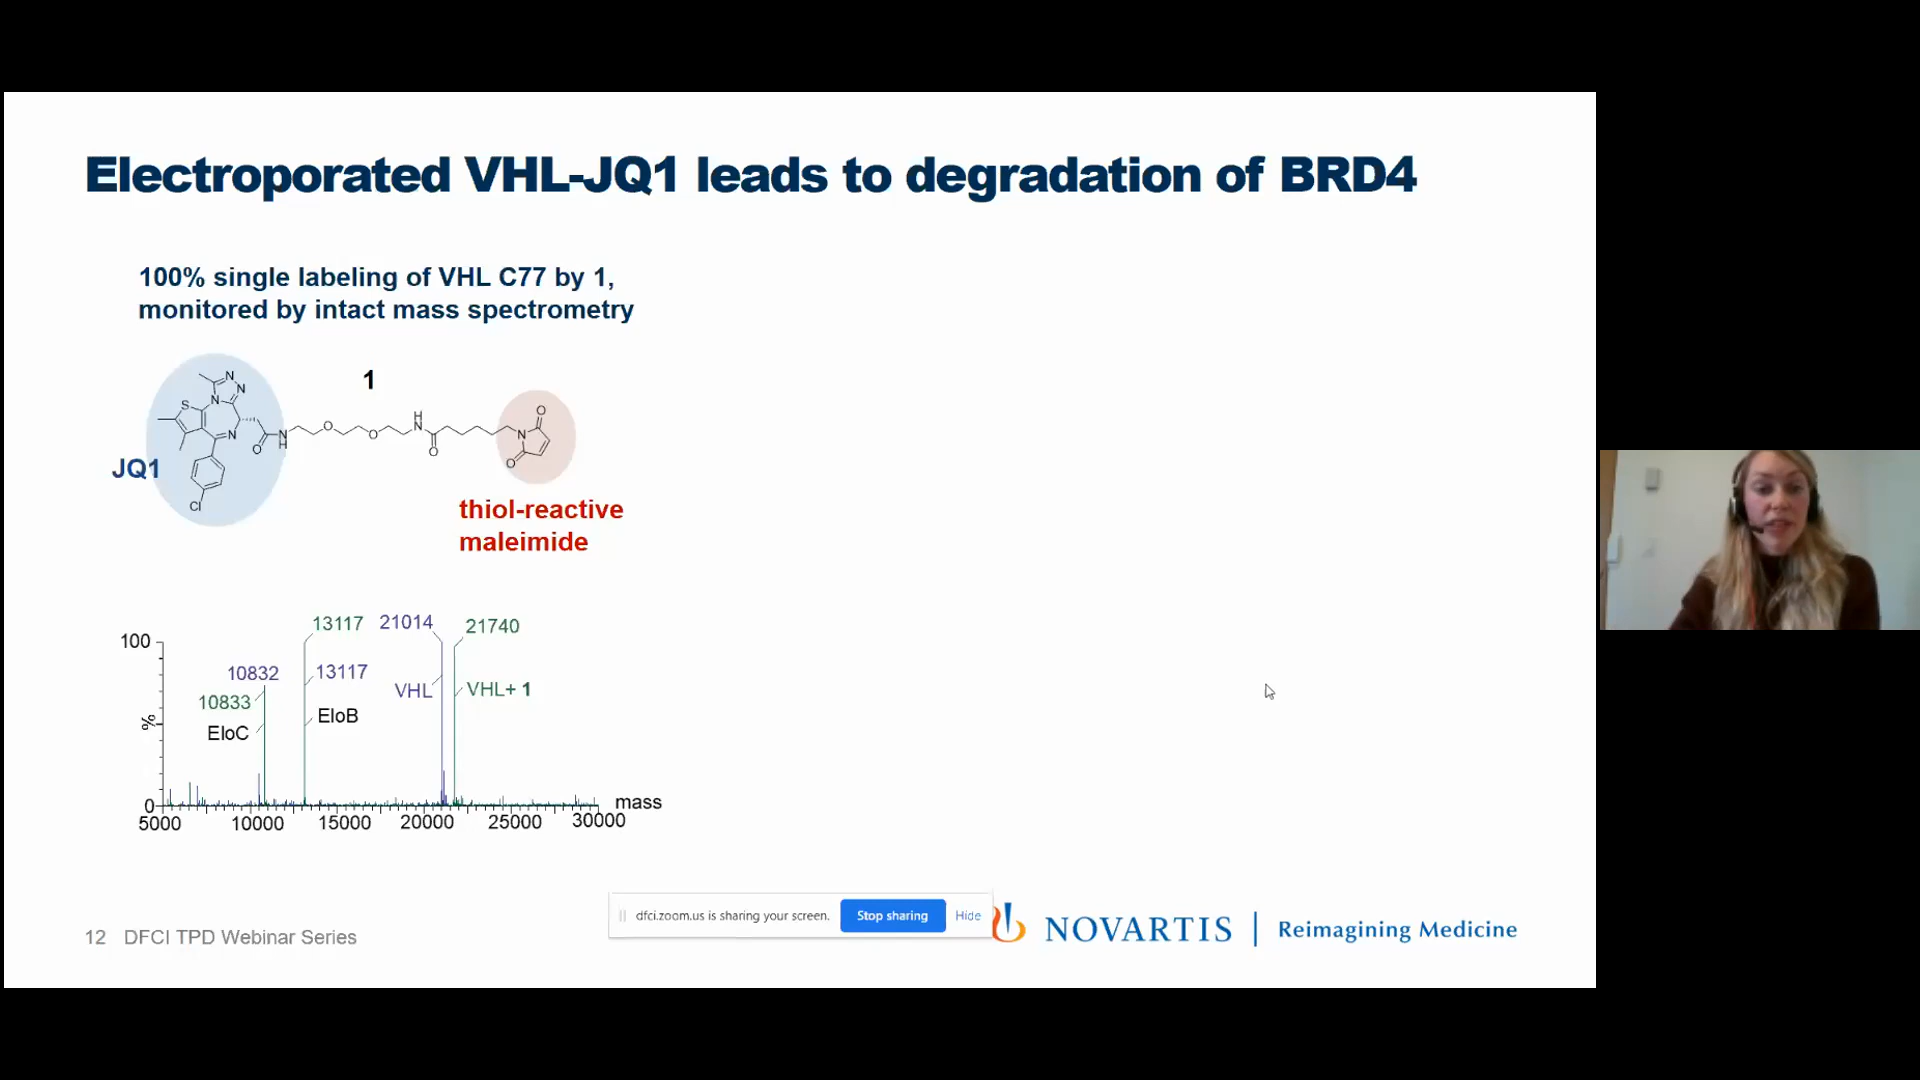 Electroporated VHL-JQ1 leads to degradation of BRD4
100% single labeling of VHL C77 by 1,
monitored by intact mass spectrometry
1
N
N
N
S
N
O
N
H
O
O
H
N
O
N
O
O
Cl
JQ1
thiol-reactive
maleimide
13117
21014
21740
100
10832
13117
10833
VHL
VHL+ 1
EloC
EloB
%
0
mass
5000
10000
15000
20000
25000
30000
dfci.zoom.us is sharing your screen.
Stop sharing
Hide
NOVARTIS
Reimagining Medicine
12 DFCI TPD Webinar Series